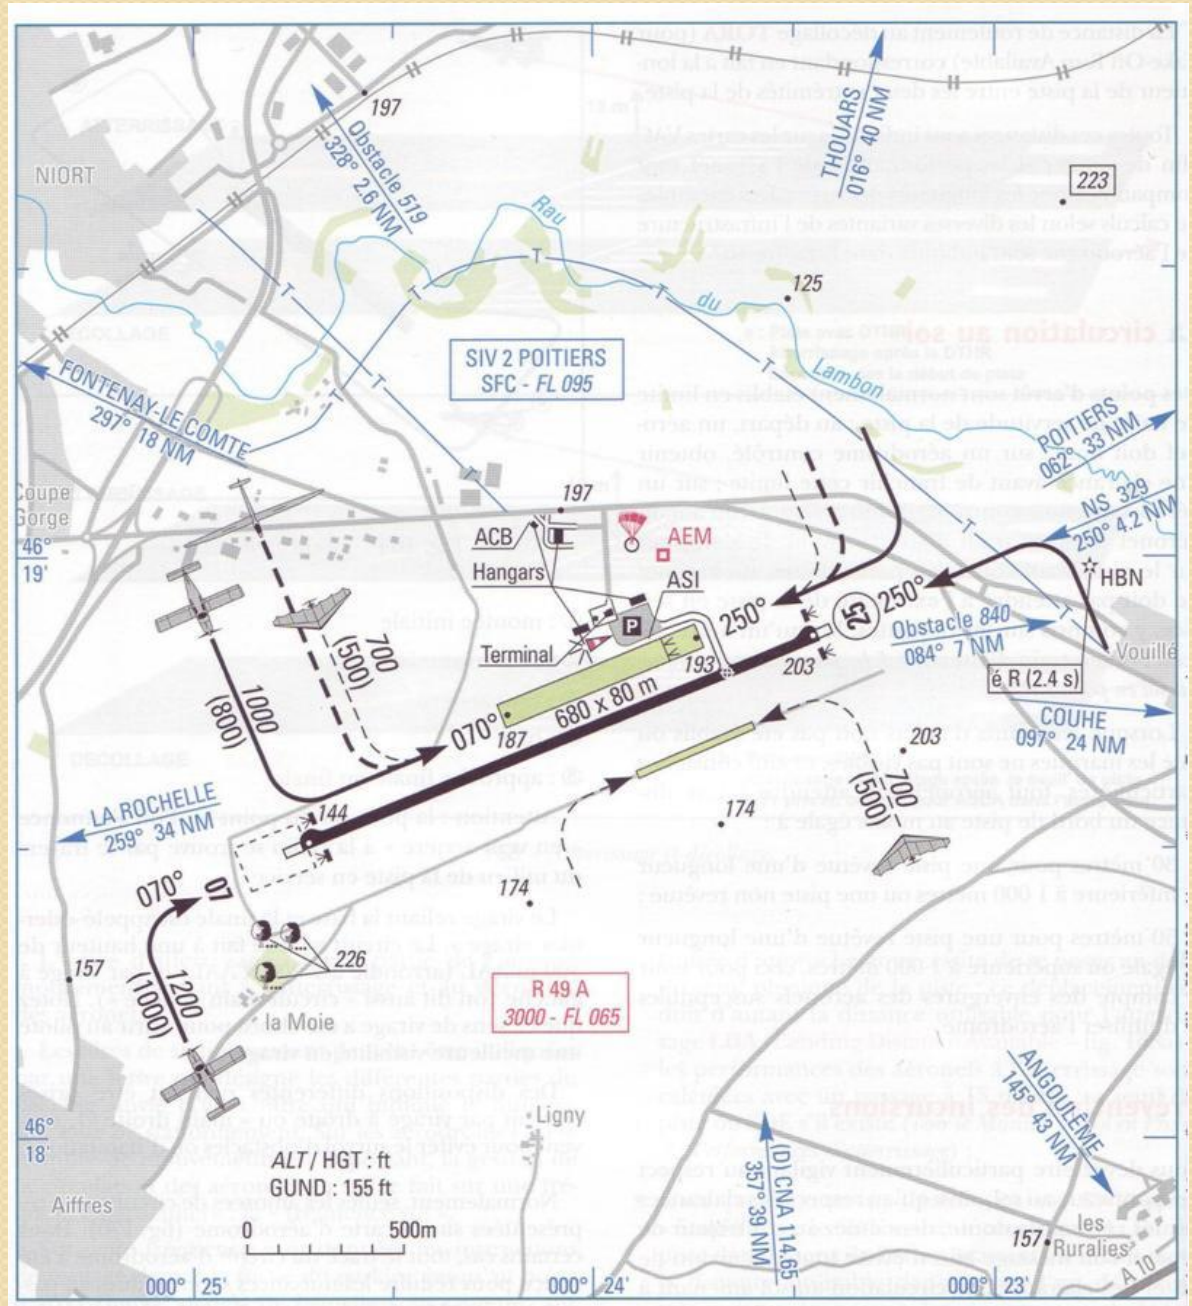 197
NIORT
Obstacle 519
328° 2.6 NM
THOUARS
016° 40 NM
223
Rau
du
Lambon
125
SIV 2 POITIERS
SFC - FL 095
FONTENAY-LE COMTE
297° 18 NM
POITIERS
062° 33 NM
NS 329
250° 4.2 NM
Coupe
Gorge
46°
19'
197
ACB
Hangars
AEM
ASI
HBN
P
Terminal
250°
25
250°
Obstacle 840
084° 7 NM
Vouillé
é R (2.4 s)
COUHE
097° 24 NM
700
(500)
1000
(800)
193
203
680 x 80 m
070°
187
203
700
(500)
174
LA ROCHELLE
259° 34 NM
144
070°
07
174
157
226
1200
(1000)
la Moie
R 49 A
3000 - FL 065
Ligny
46°
18'
ALT / HGT : ft
GUND : 155 ft
ANGOULEME
145° 43 NM
(D) CNA 114.65
357° 39 NM
Aiffres
0 500m
les
Ruralies
157
A 10
000° 25'
000° 24'
000° 23'
T
T
T
T
T
T
T
T